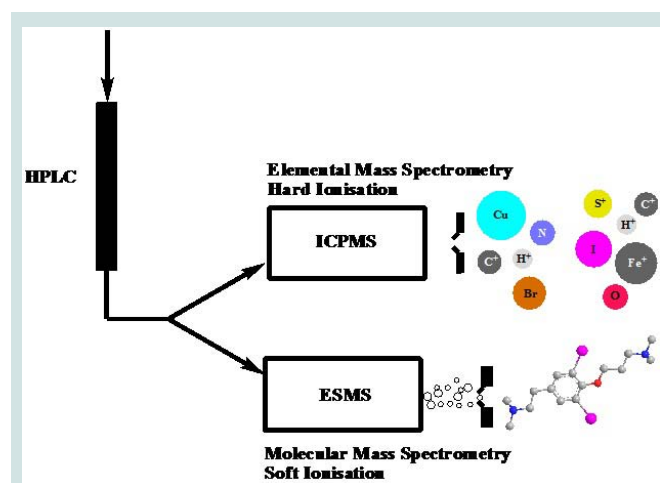 HPLC
Elemental Mass Spectrometry
Hard Ionisation
ICPMS
Cu
N
C⁺
H⁺
Br
S⁺
C⁺
H⁺
I
Fe⁺
O
ESMS
Molecular Mass Spectrometry
Soft Ionisation